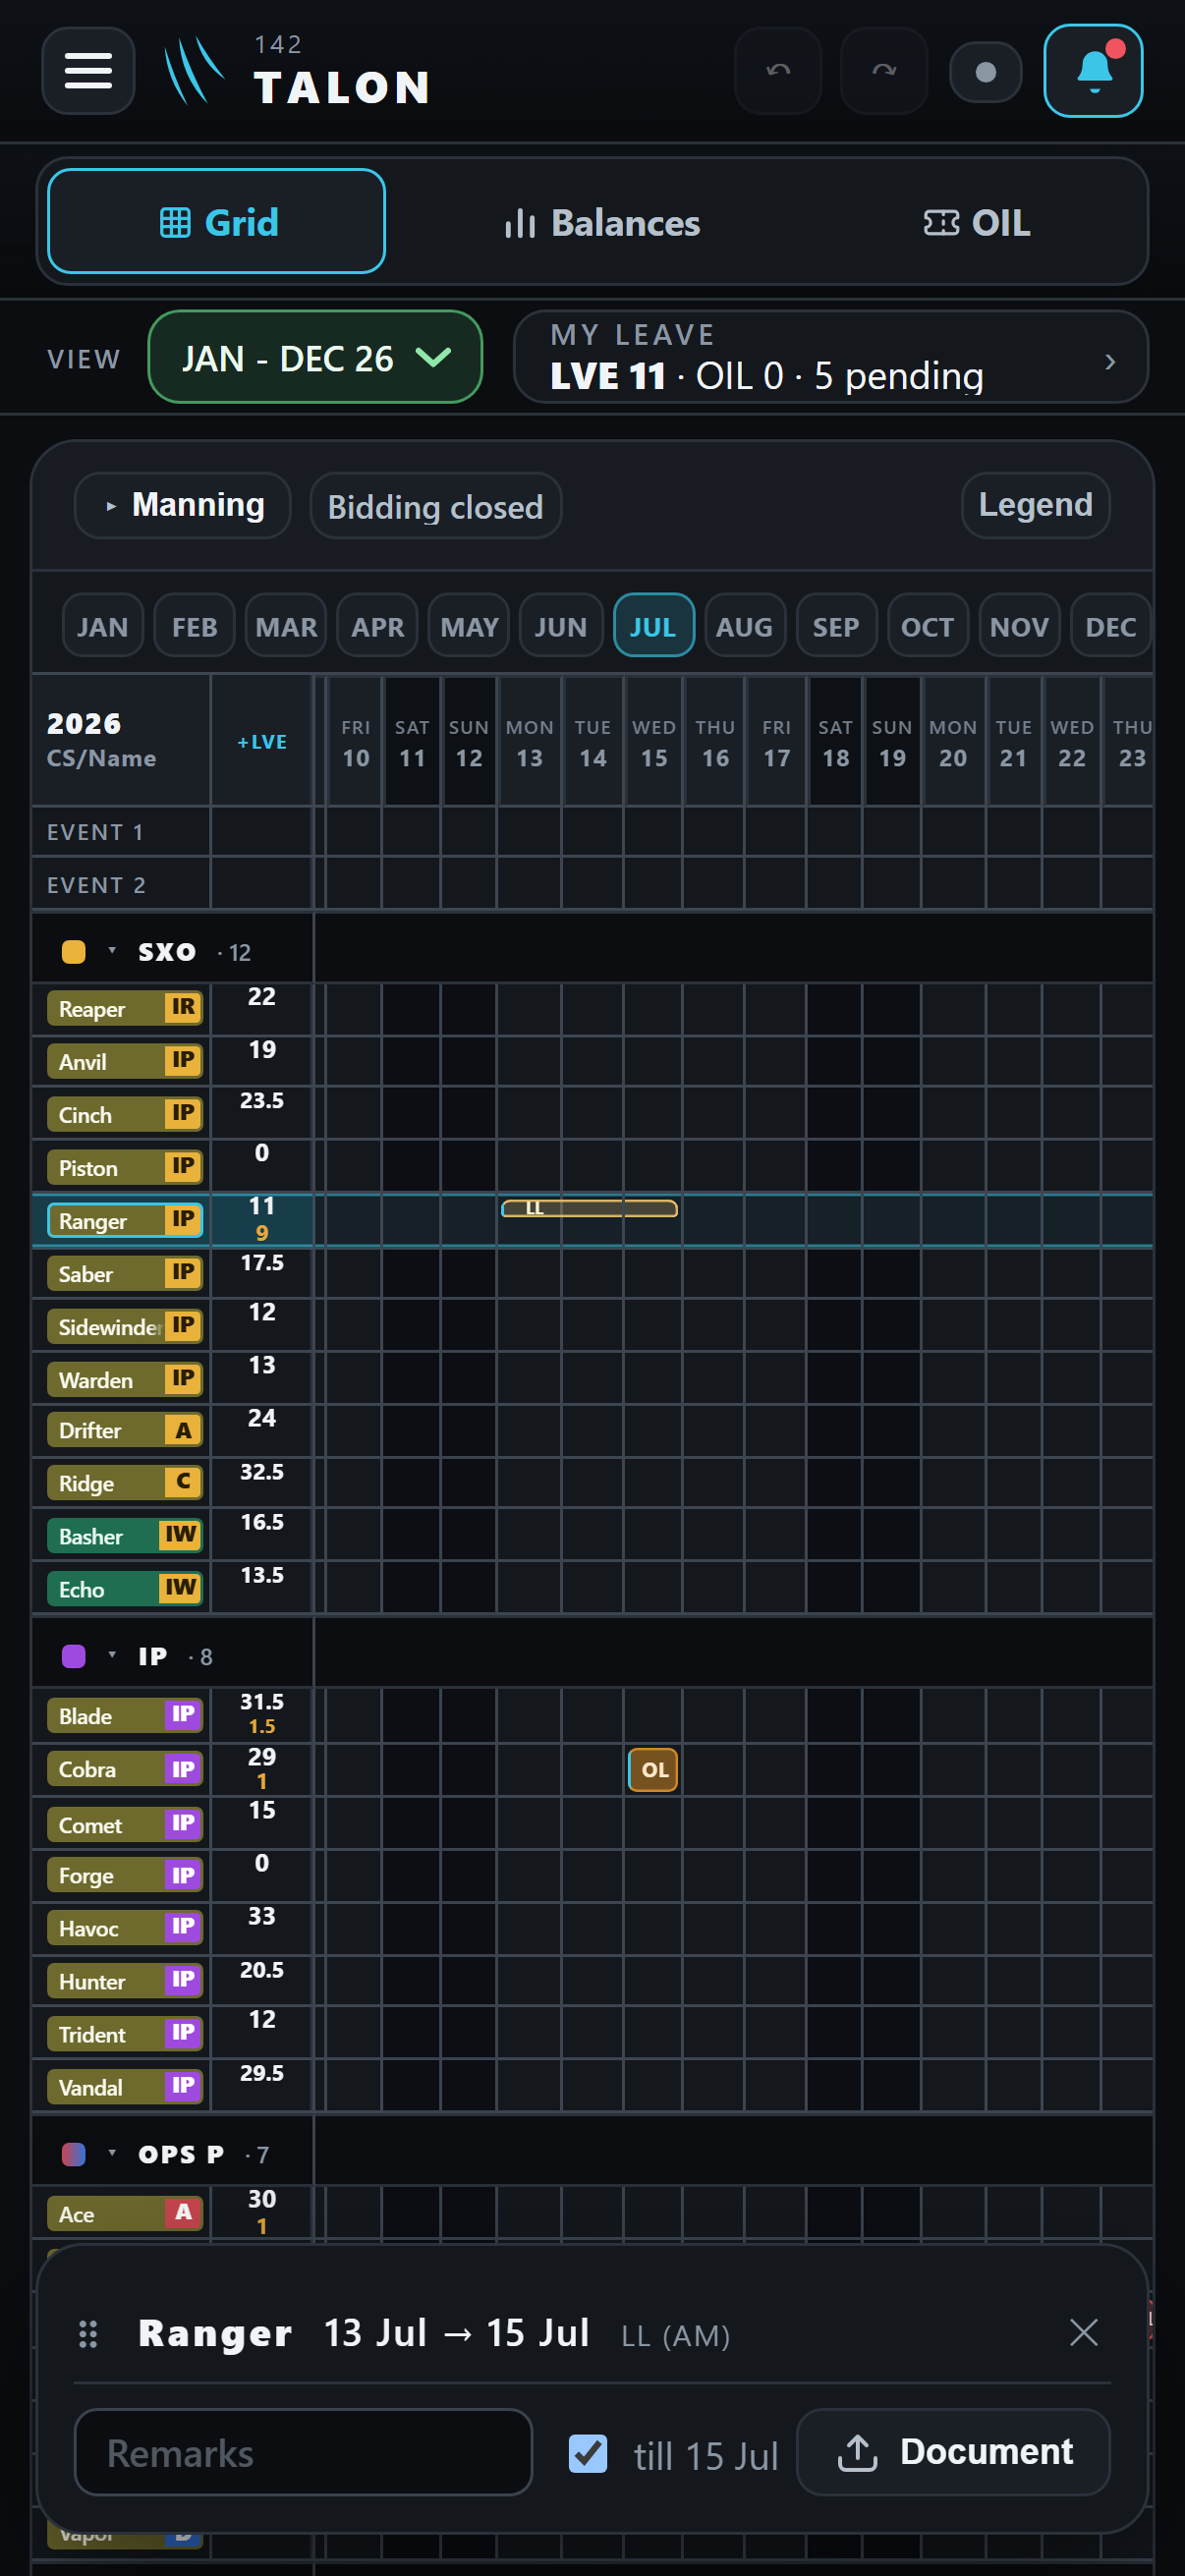 142
TALON
Grid
Balances
OIL
VIEW
JAN - DEC 26
MY LEAVE
LVE 11 · OIL 0 · 5 pending
Manning
Bidding closed
Legend
JAN FEB MAR APR MAY JUN JUL AUG SEP OCT NOV DEC
2026
CS/Name
+LVE
FRI SAT SUN MON TUE WED THU FRI SAT SUN MON TUE WED THU
10 11 12 13 14 15 16 17 18 19 20 21 22 23
EVENT 1
EVENT 2
SXO · 12
Reaper IR 22
Anvil IP 19
Cinch IP 23.5
Piston IP 0
Ranger IP 11 LL
9
Saber IP 17.5
Sidewinder IP 12
Warden IP 13
Drifter A 24
Ridge C 32.5
Basher IW 16.5
Echo IW 13.5
IP · 8
Blade IP 31.5
1.5
Cobra IP 29 OL
1
Comet IP 15
Forge IP 0
Havoc IP 33
Hunter IP 20.5
Trident IP 12
Vandal IP 29.5
OPS P · 7
Ace A 30
1
Ranger 13 Jul → 15 Jul LL (AM)
Remarks
till 15 Jul
Document